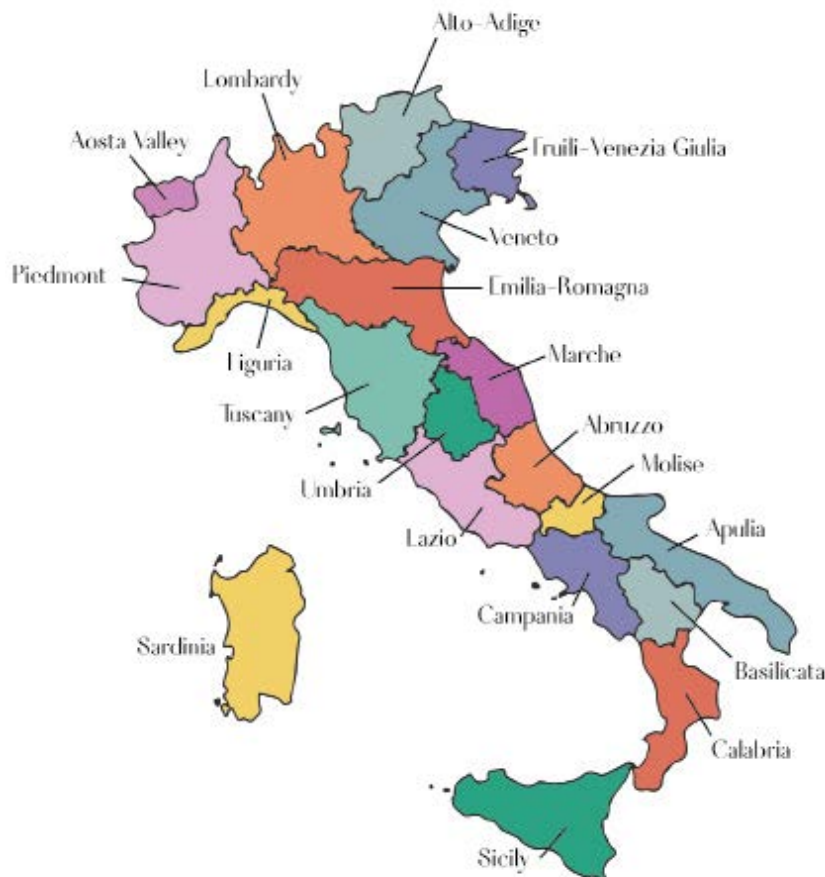 Alto-Adige
Lombardy
Aosta Valley
Fruili-Venezia Giulia
Veneto
Piedmont
Emilia-Romagna
Liguria
Marche
Tuscany
Abruzzo
Molise
Umbria
Apulia
Lazio
Campania
Sardinia
Basilicata
Calabria
Sicily